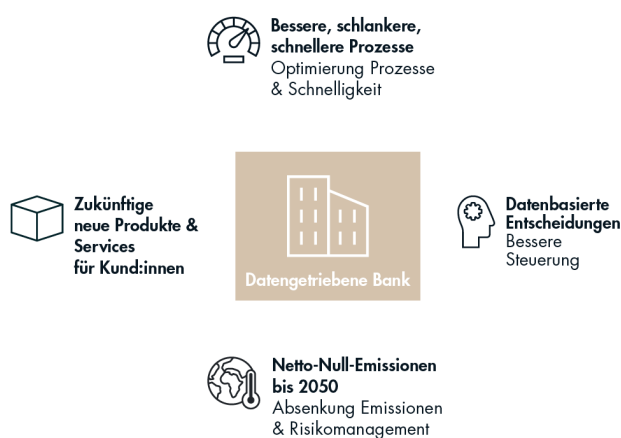 Bessere, schlankere,
schnellere Prozesse
Optimierung Prozesse
& Schnelligkeit
Zukünftige
neue Produkte &
Services
für Kund:innen
Datengetriebene Bank
Datenbasierte
Entscheidungen
Bessere
Steuerung
Netto-Null-Emissionen
bis 2050
Absenkung Emissionen
& Risikomanagement